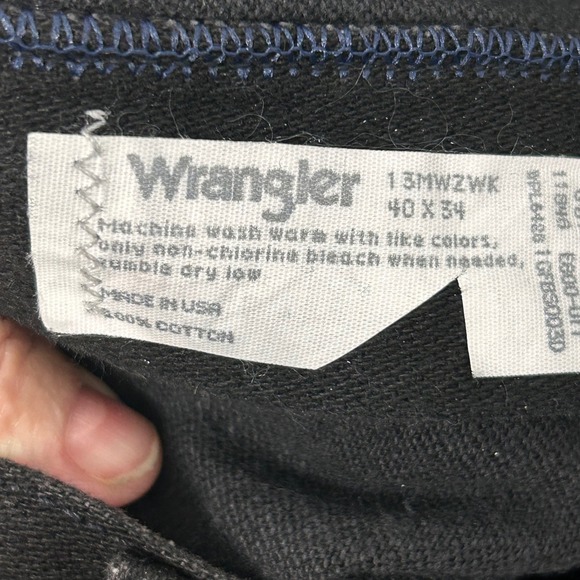 Wrangler
13MWZWK
40 X 34
Machine wash warm with like colors,
only non-chlorine bleach when needed,
tumble dry low
MADE IN USA
100% COTTON